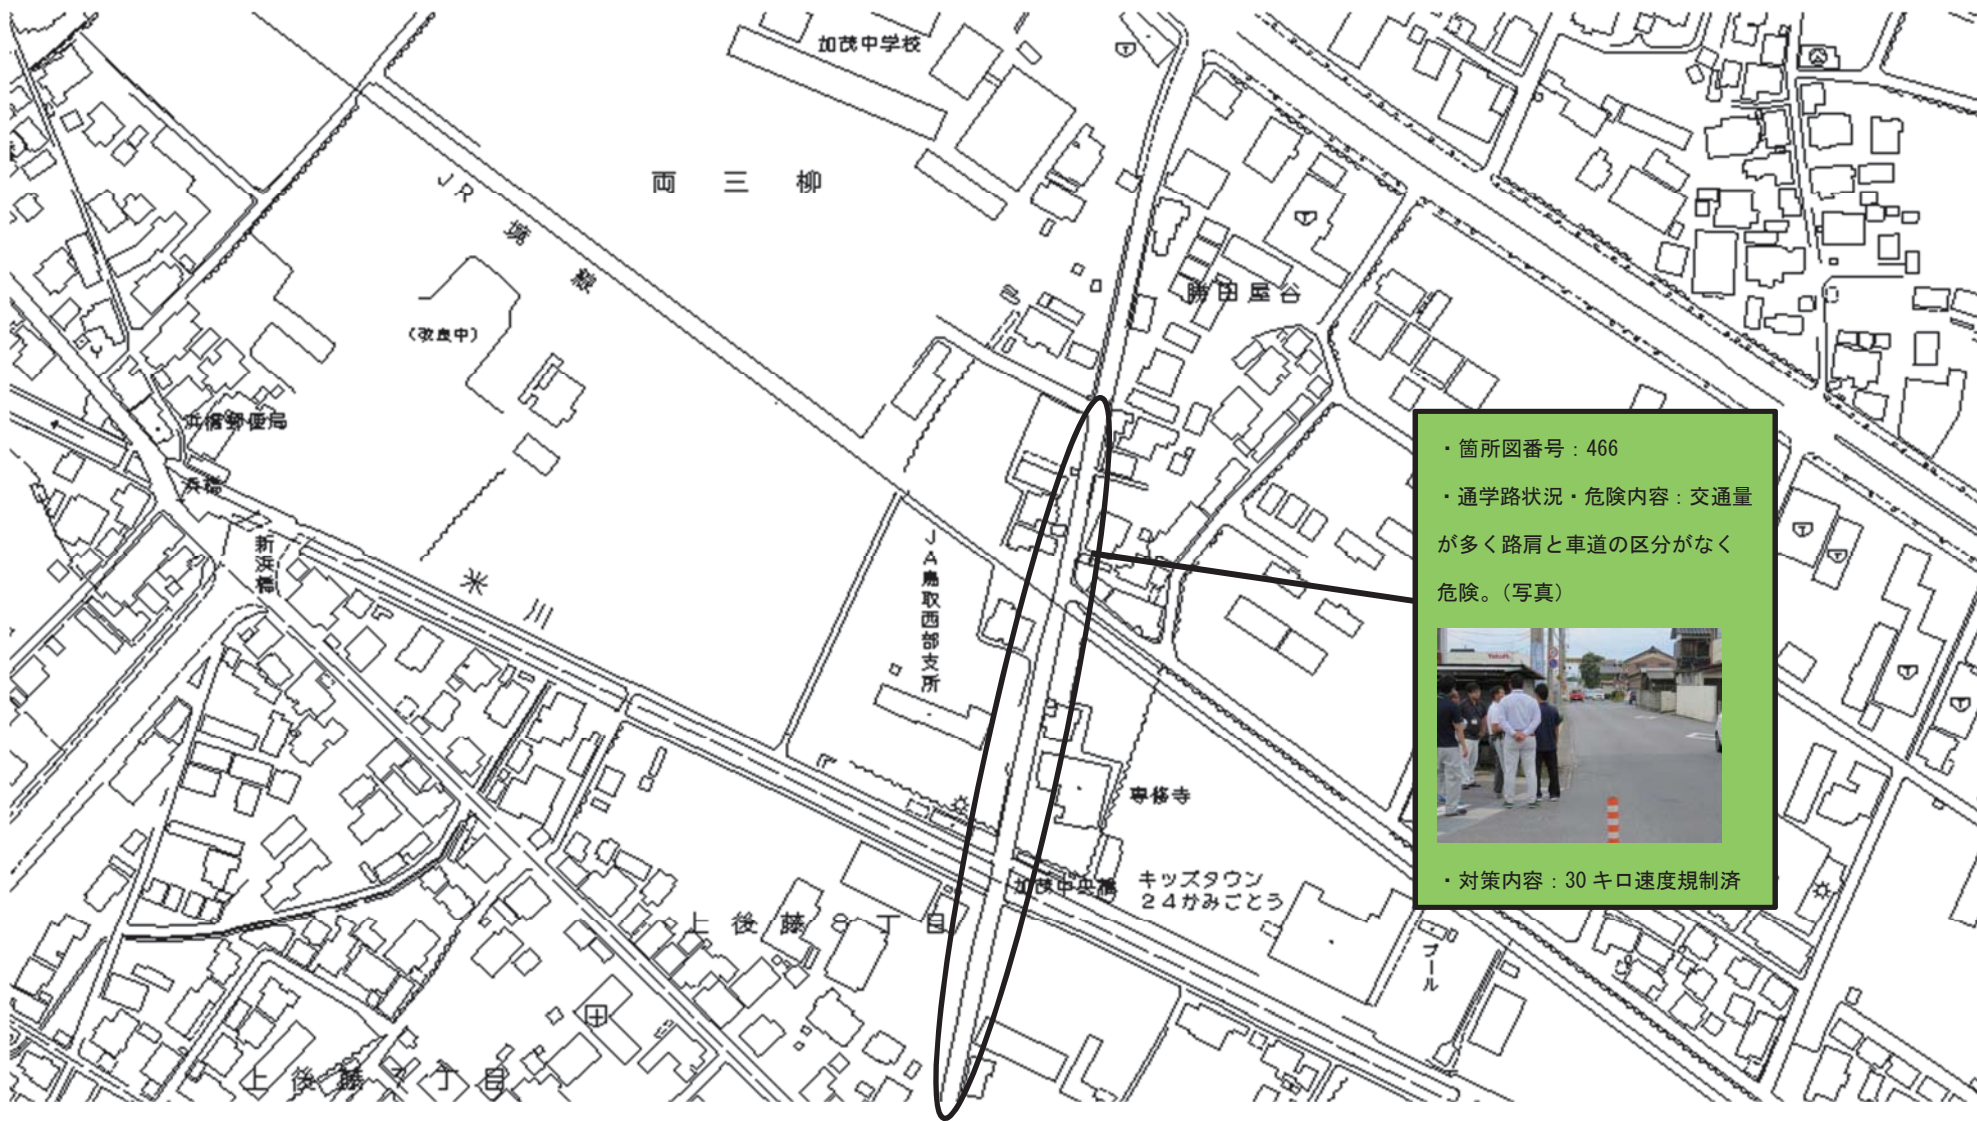 加茂中学校
両三柳
JR境線
勝田屋谷
(改良中)
浜橋郵便局
浜橋
新浜橋
米川
JA鳥取西部支所
専修寺
加茂中央橋
キッズタウン
24かみごとう
プール
上後藤8丁目
上後藤7丁目
・箇所図番号：466
・通学路状況・危険内容：交通量
が多く路肩と車道の区分がなく
危険。（写真）
・対策内容：30キロ速度規制済